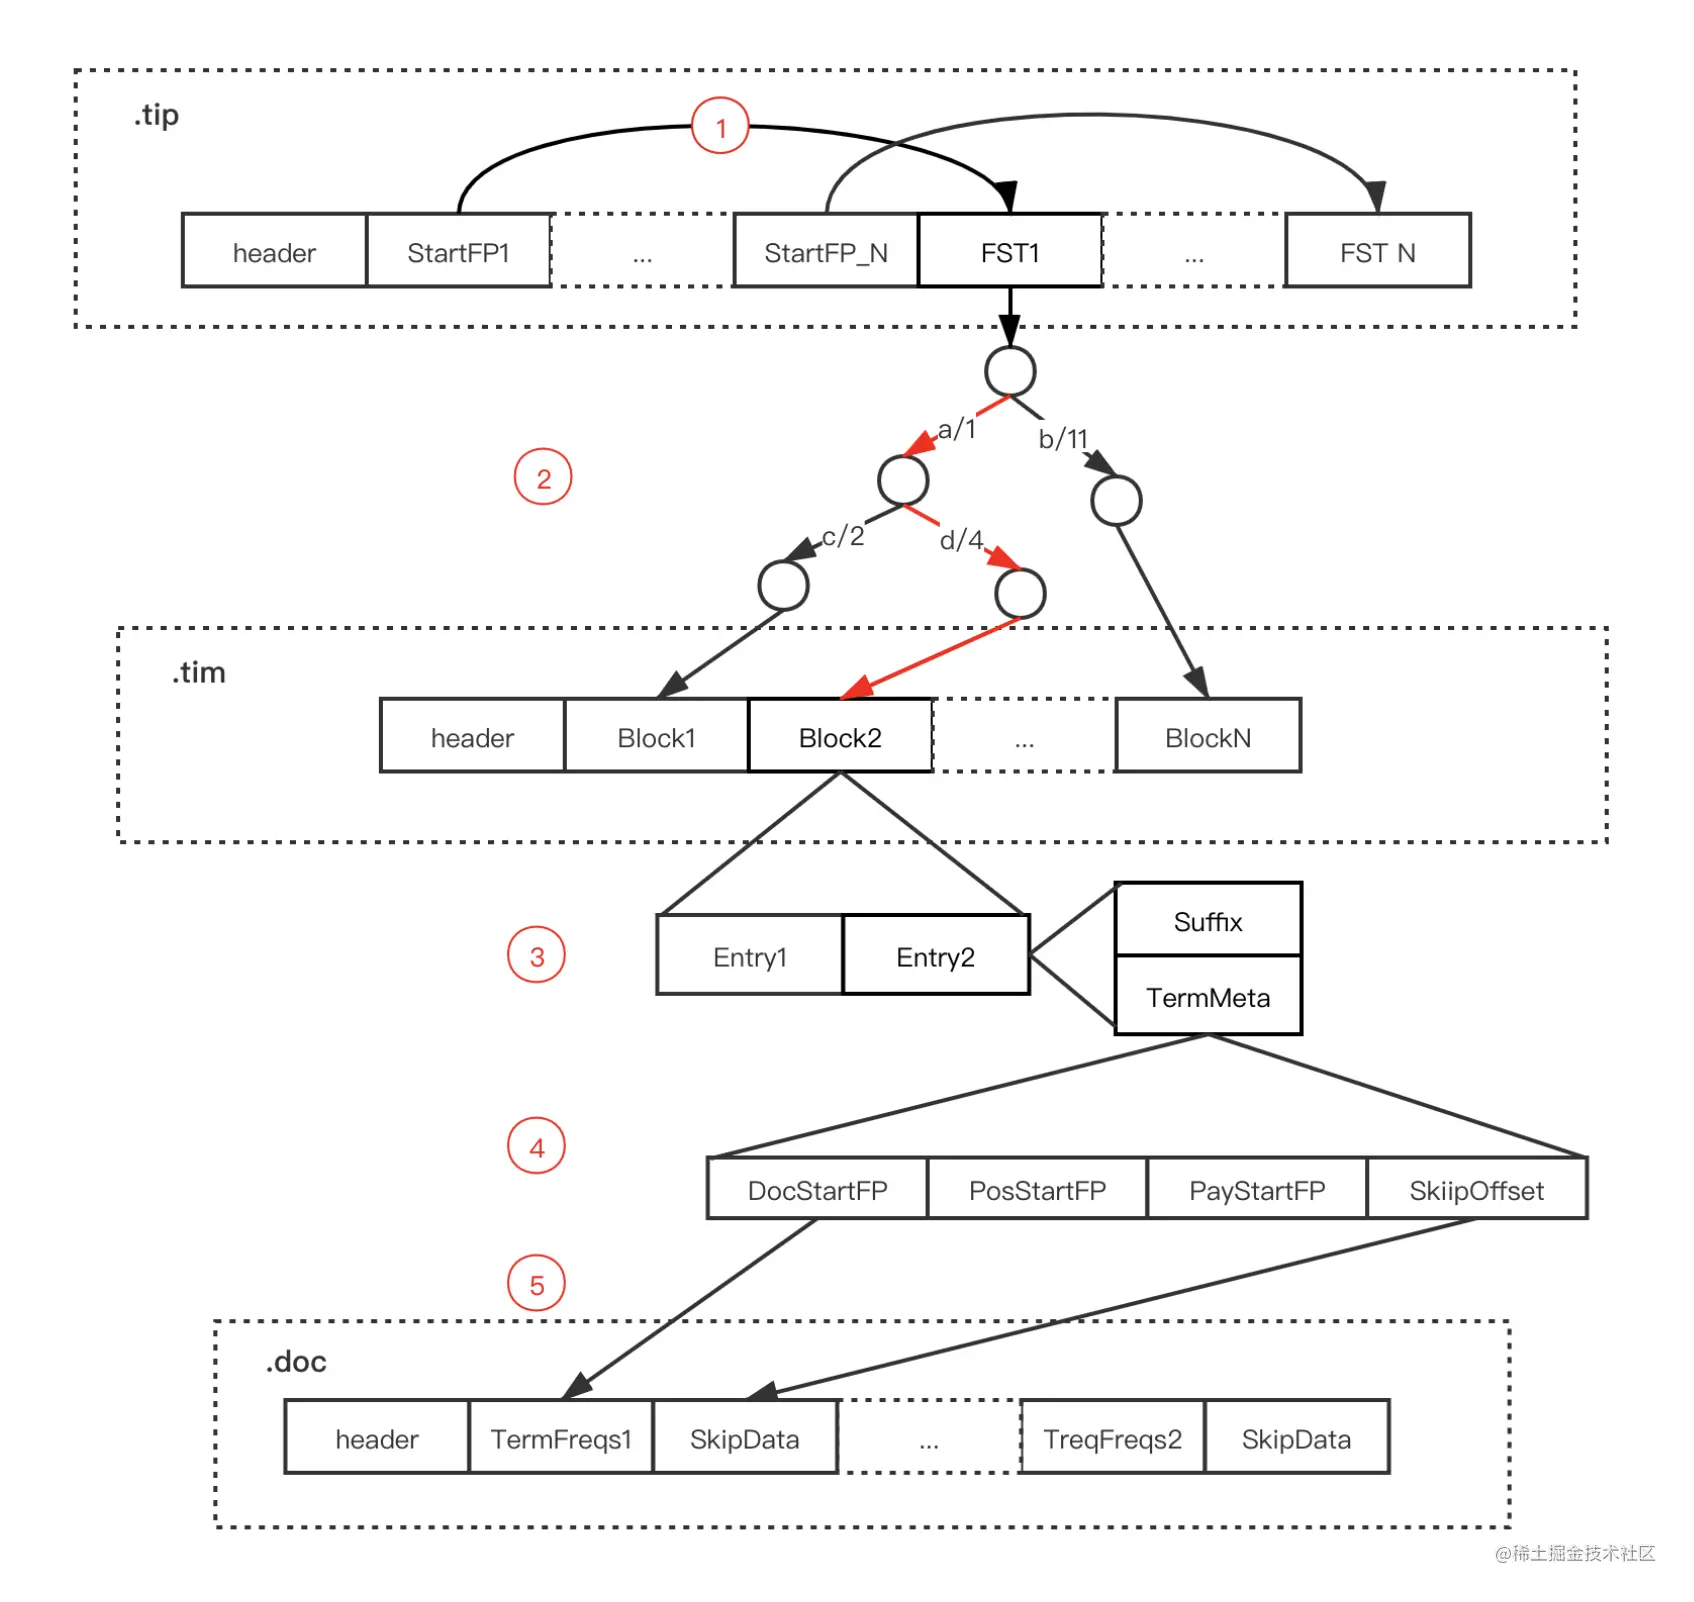 .tip
1
header StartFP1 ... StartFP_N FST1 ... FST N
a/1
b/11
2
c/2
d/4
.tim
header Block1 Block2 ... BlockN
Suffix
3
Entry1 Entry2
TermMeta
4
DocStartFP PosStartFP PayStartFP SkiipOffset
5
.doc
header TermFreqs1 SkipData ... TreqFreqs2 SkipData
@稀土掘金技术社区